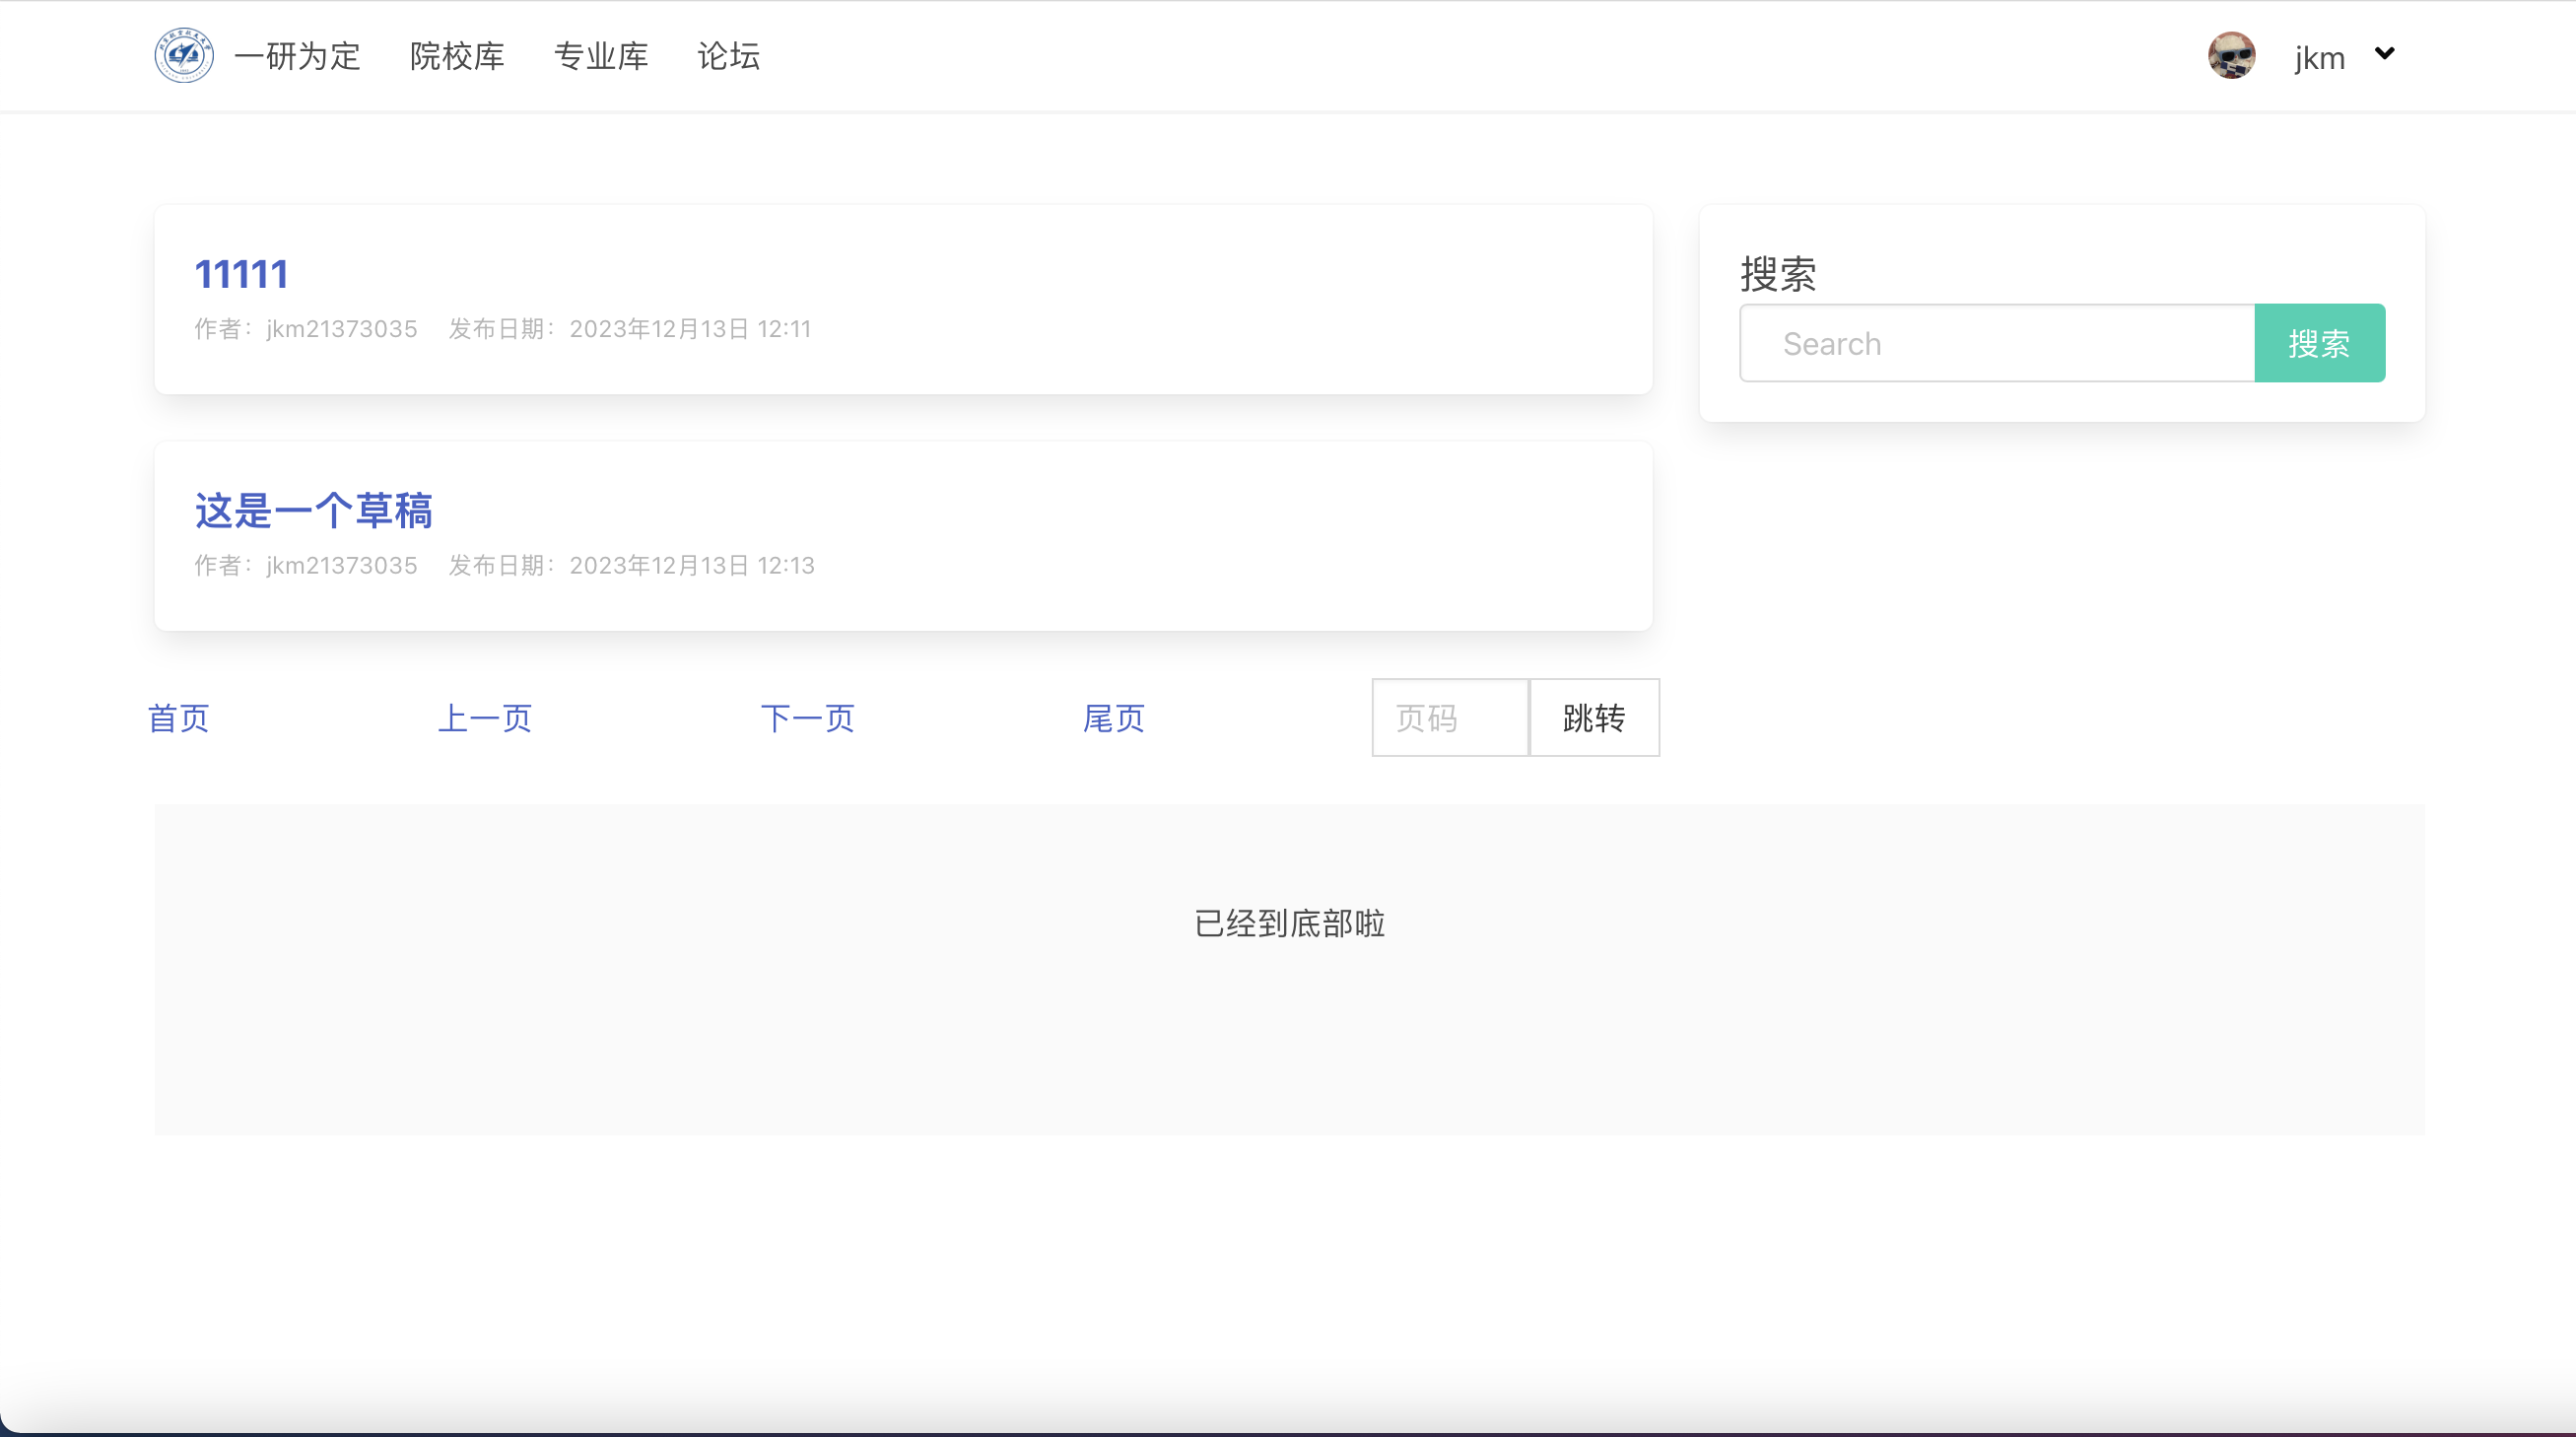 一研为定 院校库 专业库 论坛 jkm
11111
作者：jkm21373035 发布日期：2023年12月13日 12:11
搜索
Search 搜索
这是一个草稿
作者：jkm21373035 发布日期：2023年12月13日 12:13
首页 上一页 下一页 尾页 页码 跳转
已经到底部啦